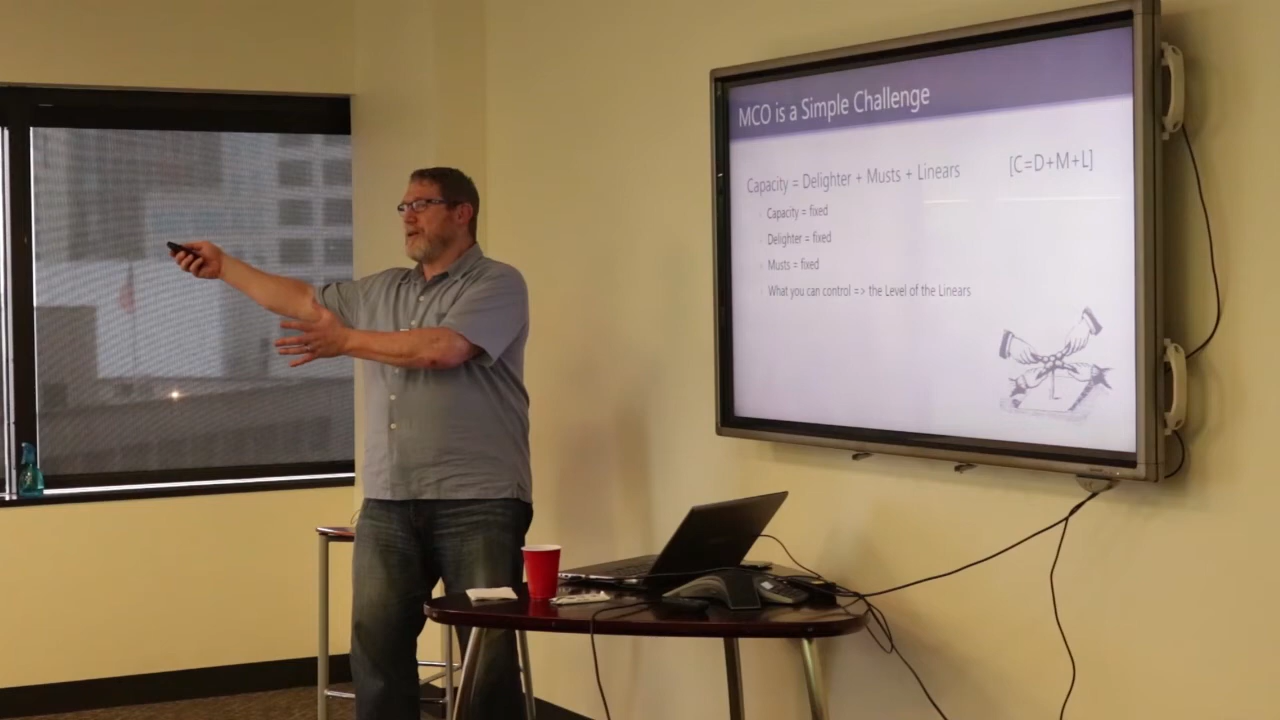 MCO is a Simple Challenge
Capacity = Delighter + Musts + Linears [C=D+M+L]
Capacity = fixed
Delighter = fixed
Musts = fixed
What you can control => the Level of the Linears